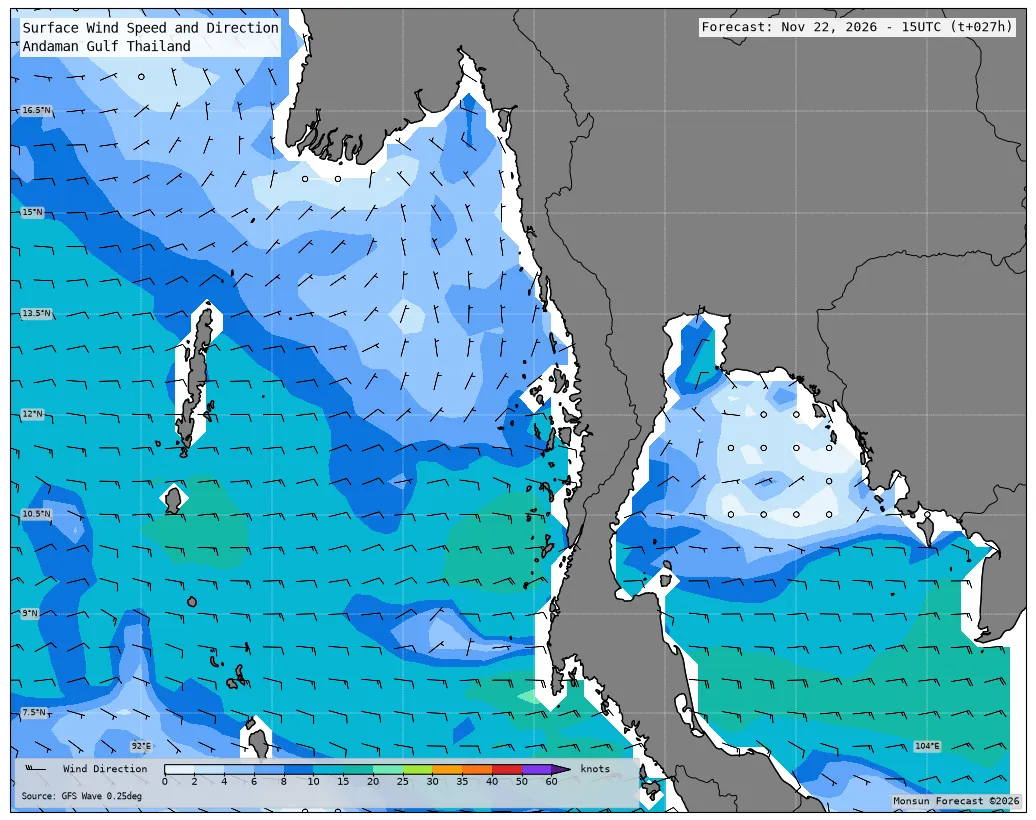 Surface Wind Speed and Direction
Andaman Gulf Thailand
Forecast: Nov 22, 2026 - 15UTC (t+027h)
16.5°N
15°N
13.5°N
12°N
10.5°N
9°N
7.5°N
92°E
104°E
Wind Direction
knots
0 2 4 6 8 10 15 20 25 30 35 40 50 60
Source: GFS Wave 0.25deg
Monsun Forecast ©2026